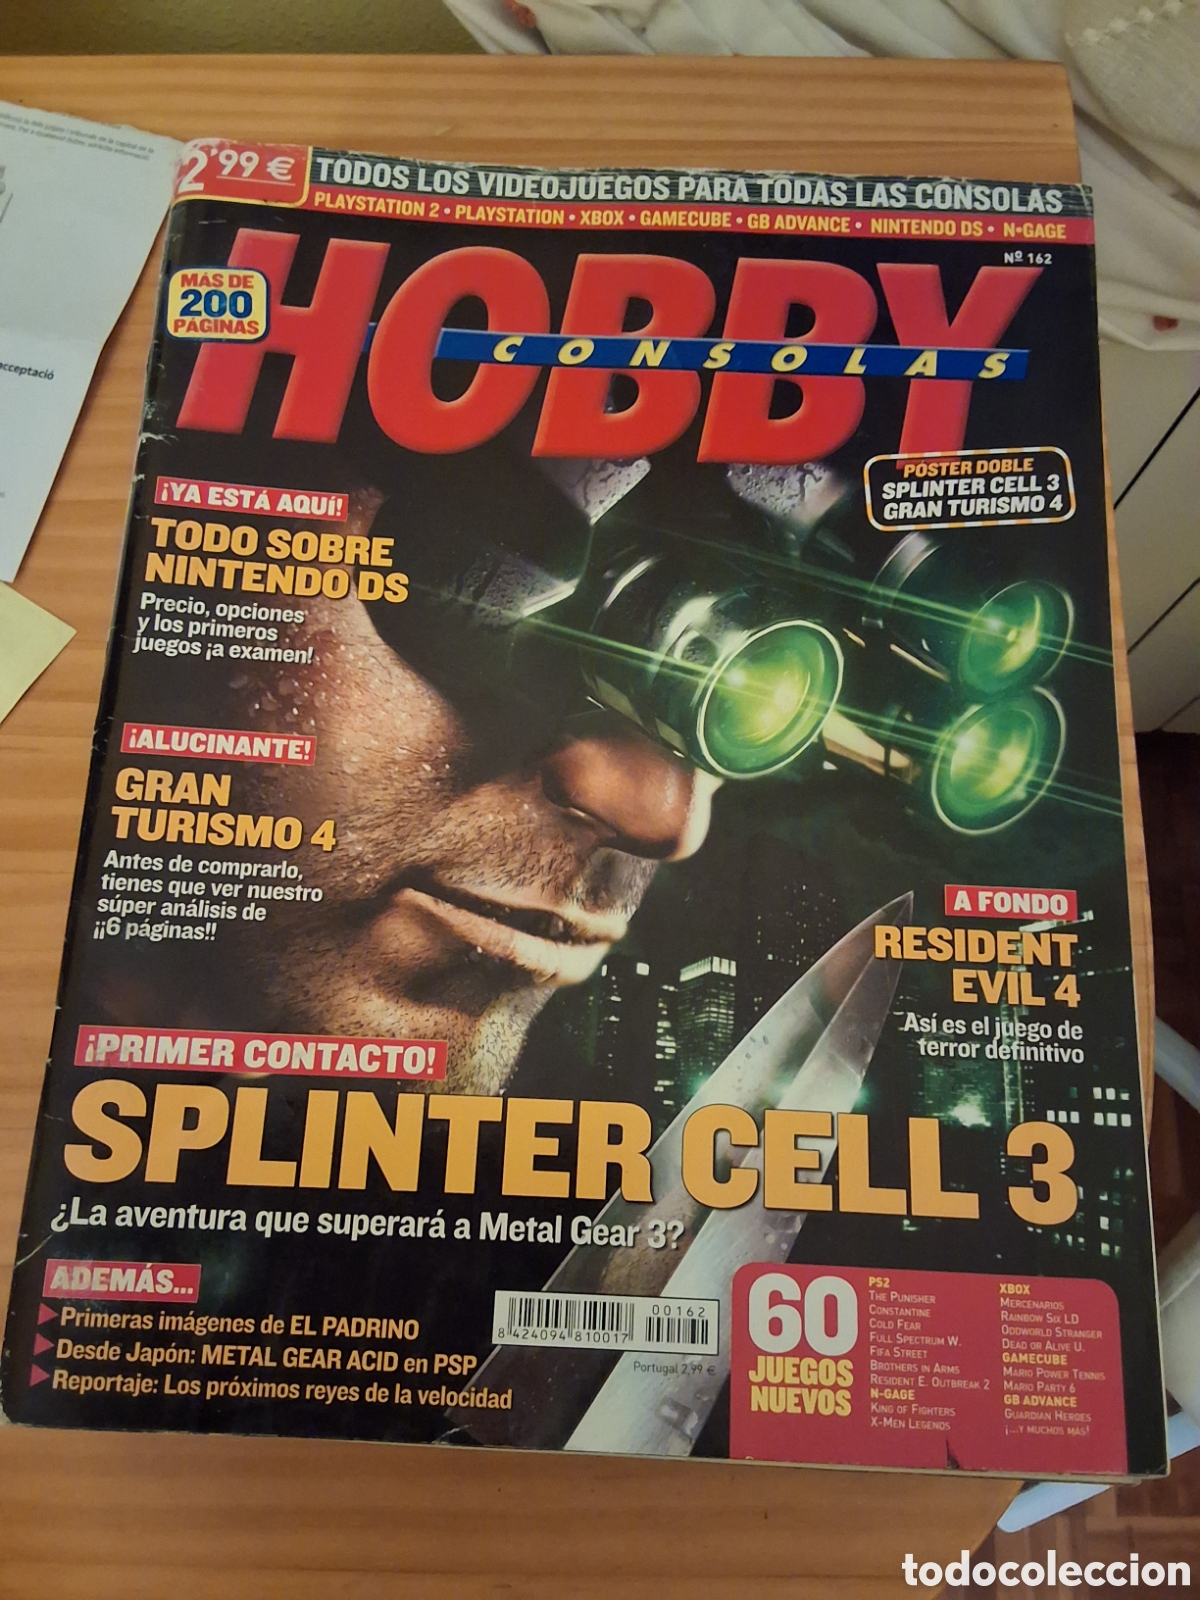 2'99 €
TODOS LOS VIDEOJUEGOS PARA TODAS LAS CONSOLAS
PLAYSTATION 2 • PLAYSTATION • XBOX • GAMECUBE • GB ADVANCE • NINTENDO DS • N-GAGE
Nº 162
MÁS DE
200
PÁGINAS
HOBBY
CONSOLAS
PÓSTER DOBLE
SPLINTER CELL 3
GRAN TURISMO 4
¡YA ESTÁ AQUÍ!
TODO SOBRE
NINTENDO DS
Precio, opciones
y los primeros
juegos ¡a examen!
¡ALUCINANTE!
GRAN
TURISMO 4
Antes de comprarlo,
tienes que ver nuestro
súper análisis de
¡¡6 páginas!!
A FONDO
RESIDENT
EVIL 4
Así es el juego de
terror definitivo
¡PRIMER CONTACTO!
SPLINTER CELL 3
¿La aventura que superará a Metal Gear 3?
ADEMÁS...
Primeras imágenes de EL PADRINO
Desde Japón: METAL GEAR ACID en PSP
Reportaje: Los próximos reyes de la velocidad
00162
8 424094 810017
Portugal 2,99 €
60
JUEGOS
NUEVOS
PS2
THE PUNISHER
CONSTANTINE
COLD FEAR
FULL SPECTRUM W.
FIFA STREET
BROTHERS IN ARMS
RESIDENT E. OUTBREAK 2
N-GAGE
KING OF FIGHTERS
X-MEN LEGENDS
XBOX
MERCENARIOS
RAINBOW SIX LD
ODDWORLD STRANGER
DEAD OR ALIVE U.
GAMECUBE
MARIO POWER TENNIS
MARIO PARTY 6
GB ADVANCE
GUARDIAN HEROES
¡...Y MUCHOS MÁS!
acceptació
todocoleccion